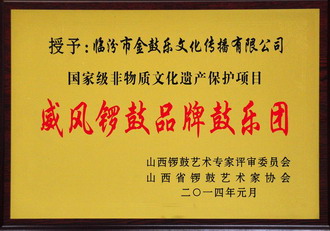 授予：临汾市金鼓乐文化传播有限公司
国家级非物质文化遗产保护项目
威风锣鼓品牌鼓乐团
山西锣鼓艺术专家评审委员会
山西省锣鼓艺术家协会
二〇一四年元月